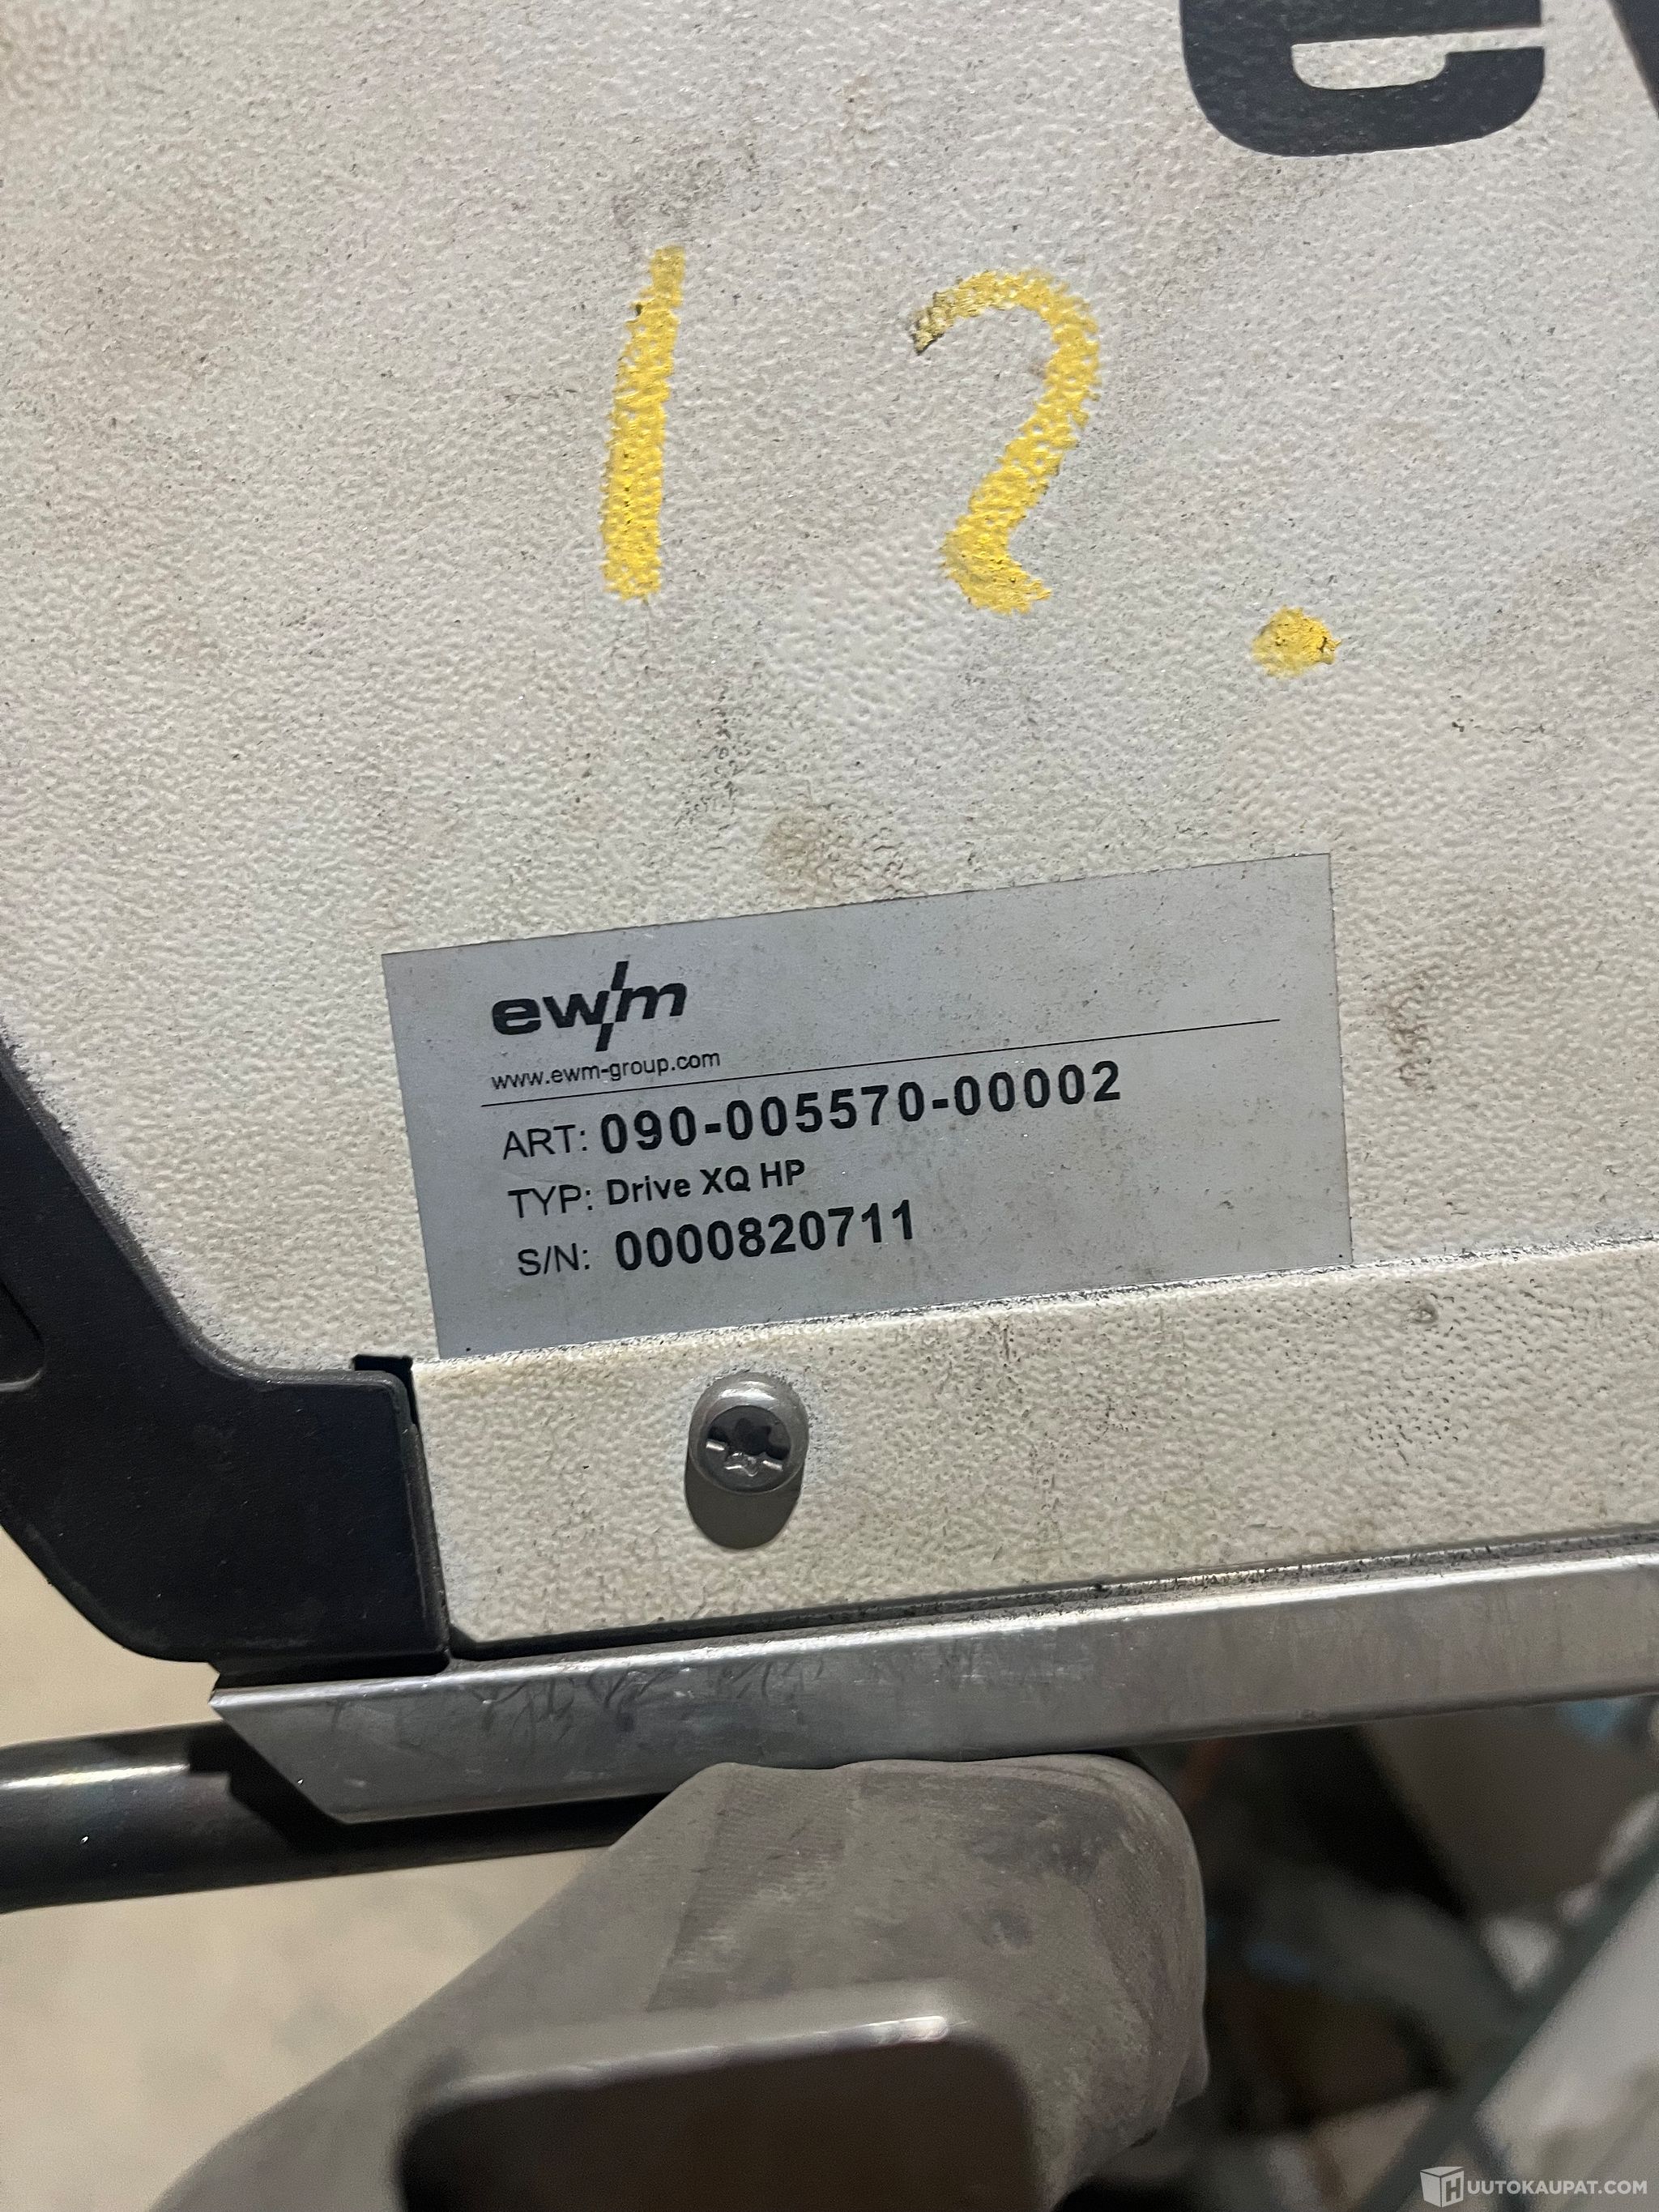 e
12.
ewm
www.ewm-group.com
ART: 090-005570-00002
TYP: Drive XQ HP
S/N: 0000820711
HUUTOKAUPAT.COM